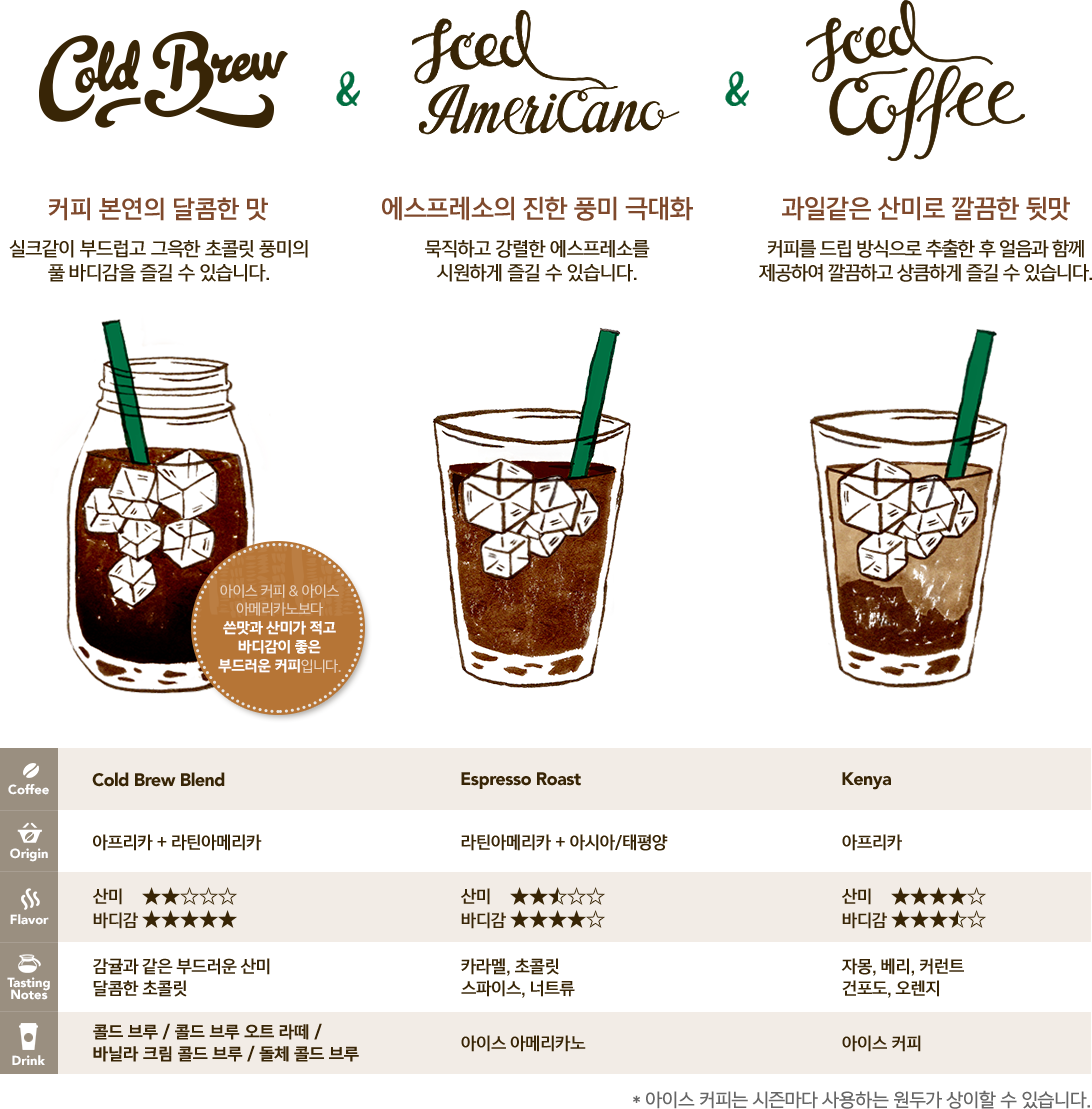 Cold Brew
&
Iced
Americano
&
Iced
Coffee
커피 본연의 달콤한 맛
실크같이 부드럽고 그윽한 초콜릿 풍미의
풀 바디감을 즐길 수 있습니다.
에스프레소의 진한 풍미 극대화
묵직하고 강렬한 에스프레소를
시원하게 즐길 수 있습니다.
과일같은 산미로 깔끔한 뒷맛
커피를 드립 방식으로 추출한 후 얼음과 함께
제공하여 깔끔하고 상큼하게 즐길 수 있습니다.
아이스 커피 & 아이스
아메리카노보다
쓴맛과 산미가 적고
바디감이 좋은
부드러운 커피입니다.
Coffee
Cold Brew Blend
Espresso Roast
Kenya
Origin
아프리카 + 라틴아메리카
라틴아메리카 + 아시아/태평양
아프리카
Flavor
산미 ★★☆☆☆
바디감 ★★★★★
산미 ★★⯪☆☆
바디감 ★★★★☆
산미 ★★★★☆
바디감 ★★★⯪☆
Tasting
Notes
감귤과 같은 부드러운 산미
달콤한 초콜릿
카라멜, 초콜릿
스파이스, 너트류
자몽, 베리, 커런트
건포도, 오렌지
Drink
콜드 브루 / 콜드 브루 오트 라떼 /
바닐라 크림 콜드 브루 / 돌체 콜드 브루
아이스 아메리카노
아이스 커피
* 아이스 커피는 시즌마다 사용하는 원두가 상이할 수 있습니다.